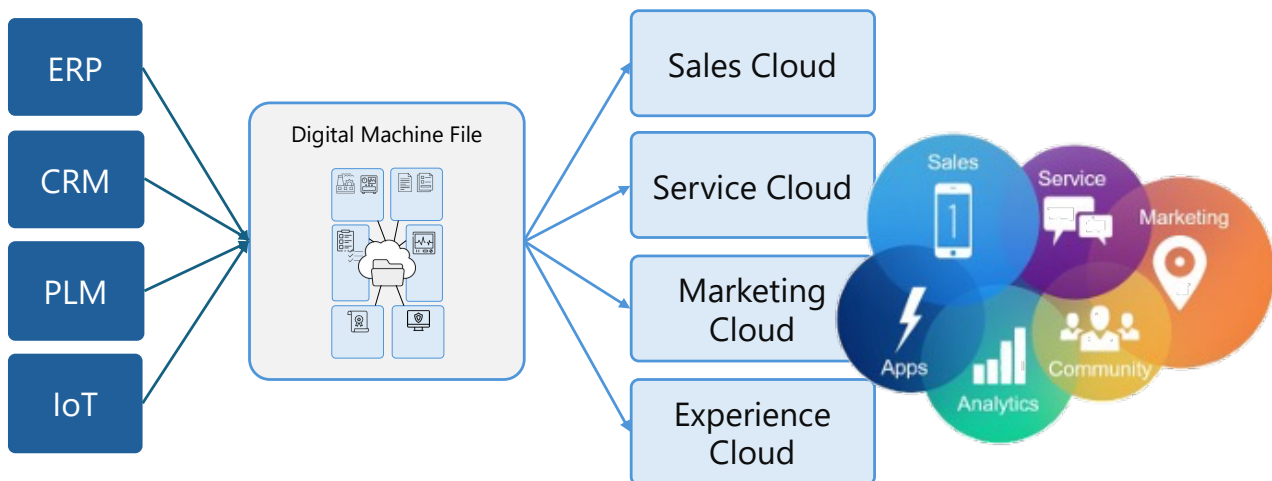 ERP
CRM
PLM
IoT
Digital Machine File
Sales Cloud
Service Cloud
Marketing
Cloud
Experience
Cloud
Sales
1
Service
Marketing
Apps
Analytics
Community